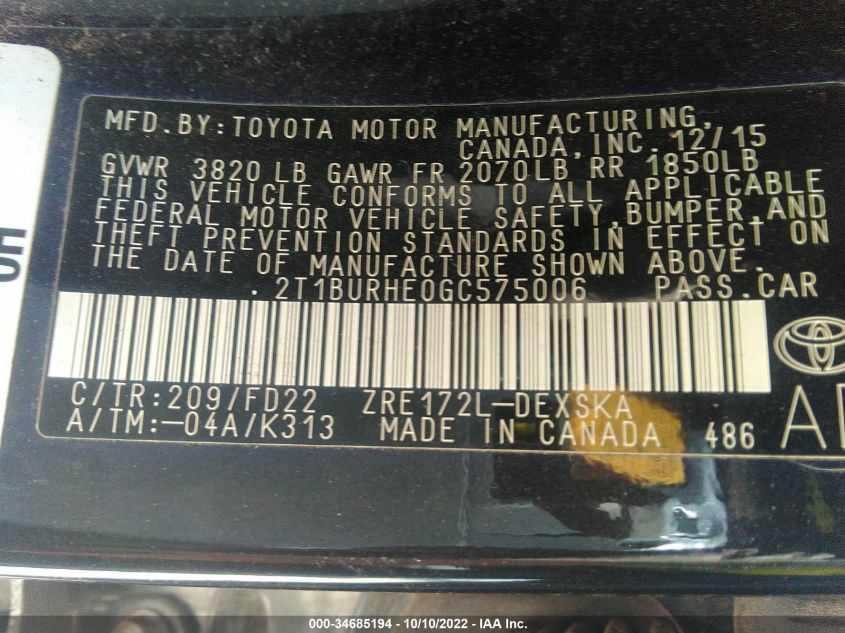 MFD.BY:TOYOTA MOTOR MANUFACTURING,
CANADA,INC. 12/15
GVWR 3820 LB GAWR FR 2070LB RR 1850LB
THIS VEHICLE CONFORMS TO ALL APPLICABLE
FEDERAL MOTOR VEHICLE SAFETY,BUMPER,AND
THEFT PREVENTION STANDARDS IN EFFECT ON
THE DATE OF MANUFACTURE SHOWN ABOVE.
2T1BURHE0GC575006 PASS.CAR
C/TR:209/FD22 ZRE172L-DEXSKA
A/TM:-04A/K313 MADE IN CANADA 486
000-34685194 - 10/10/2022 - IAA Inc.